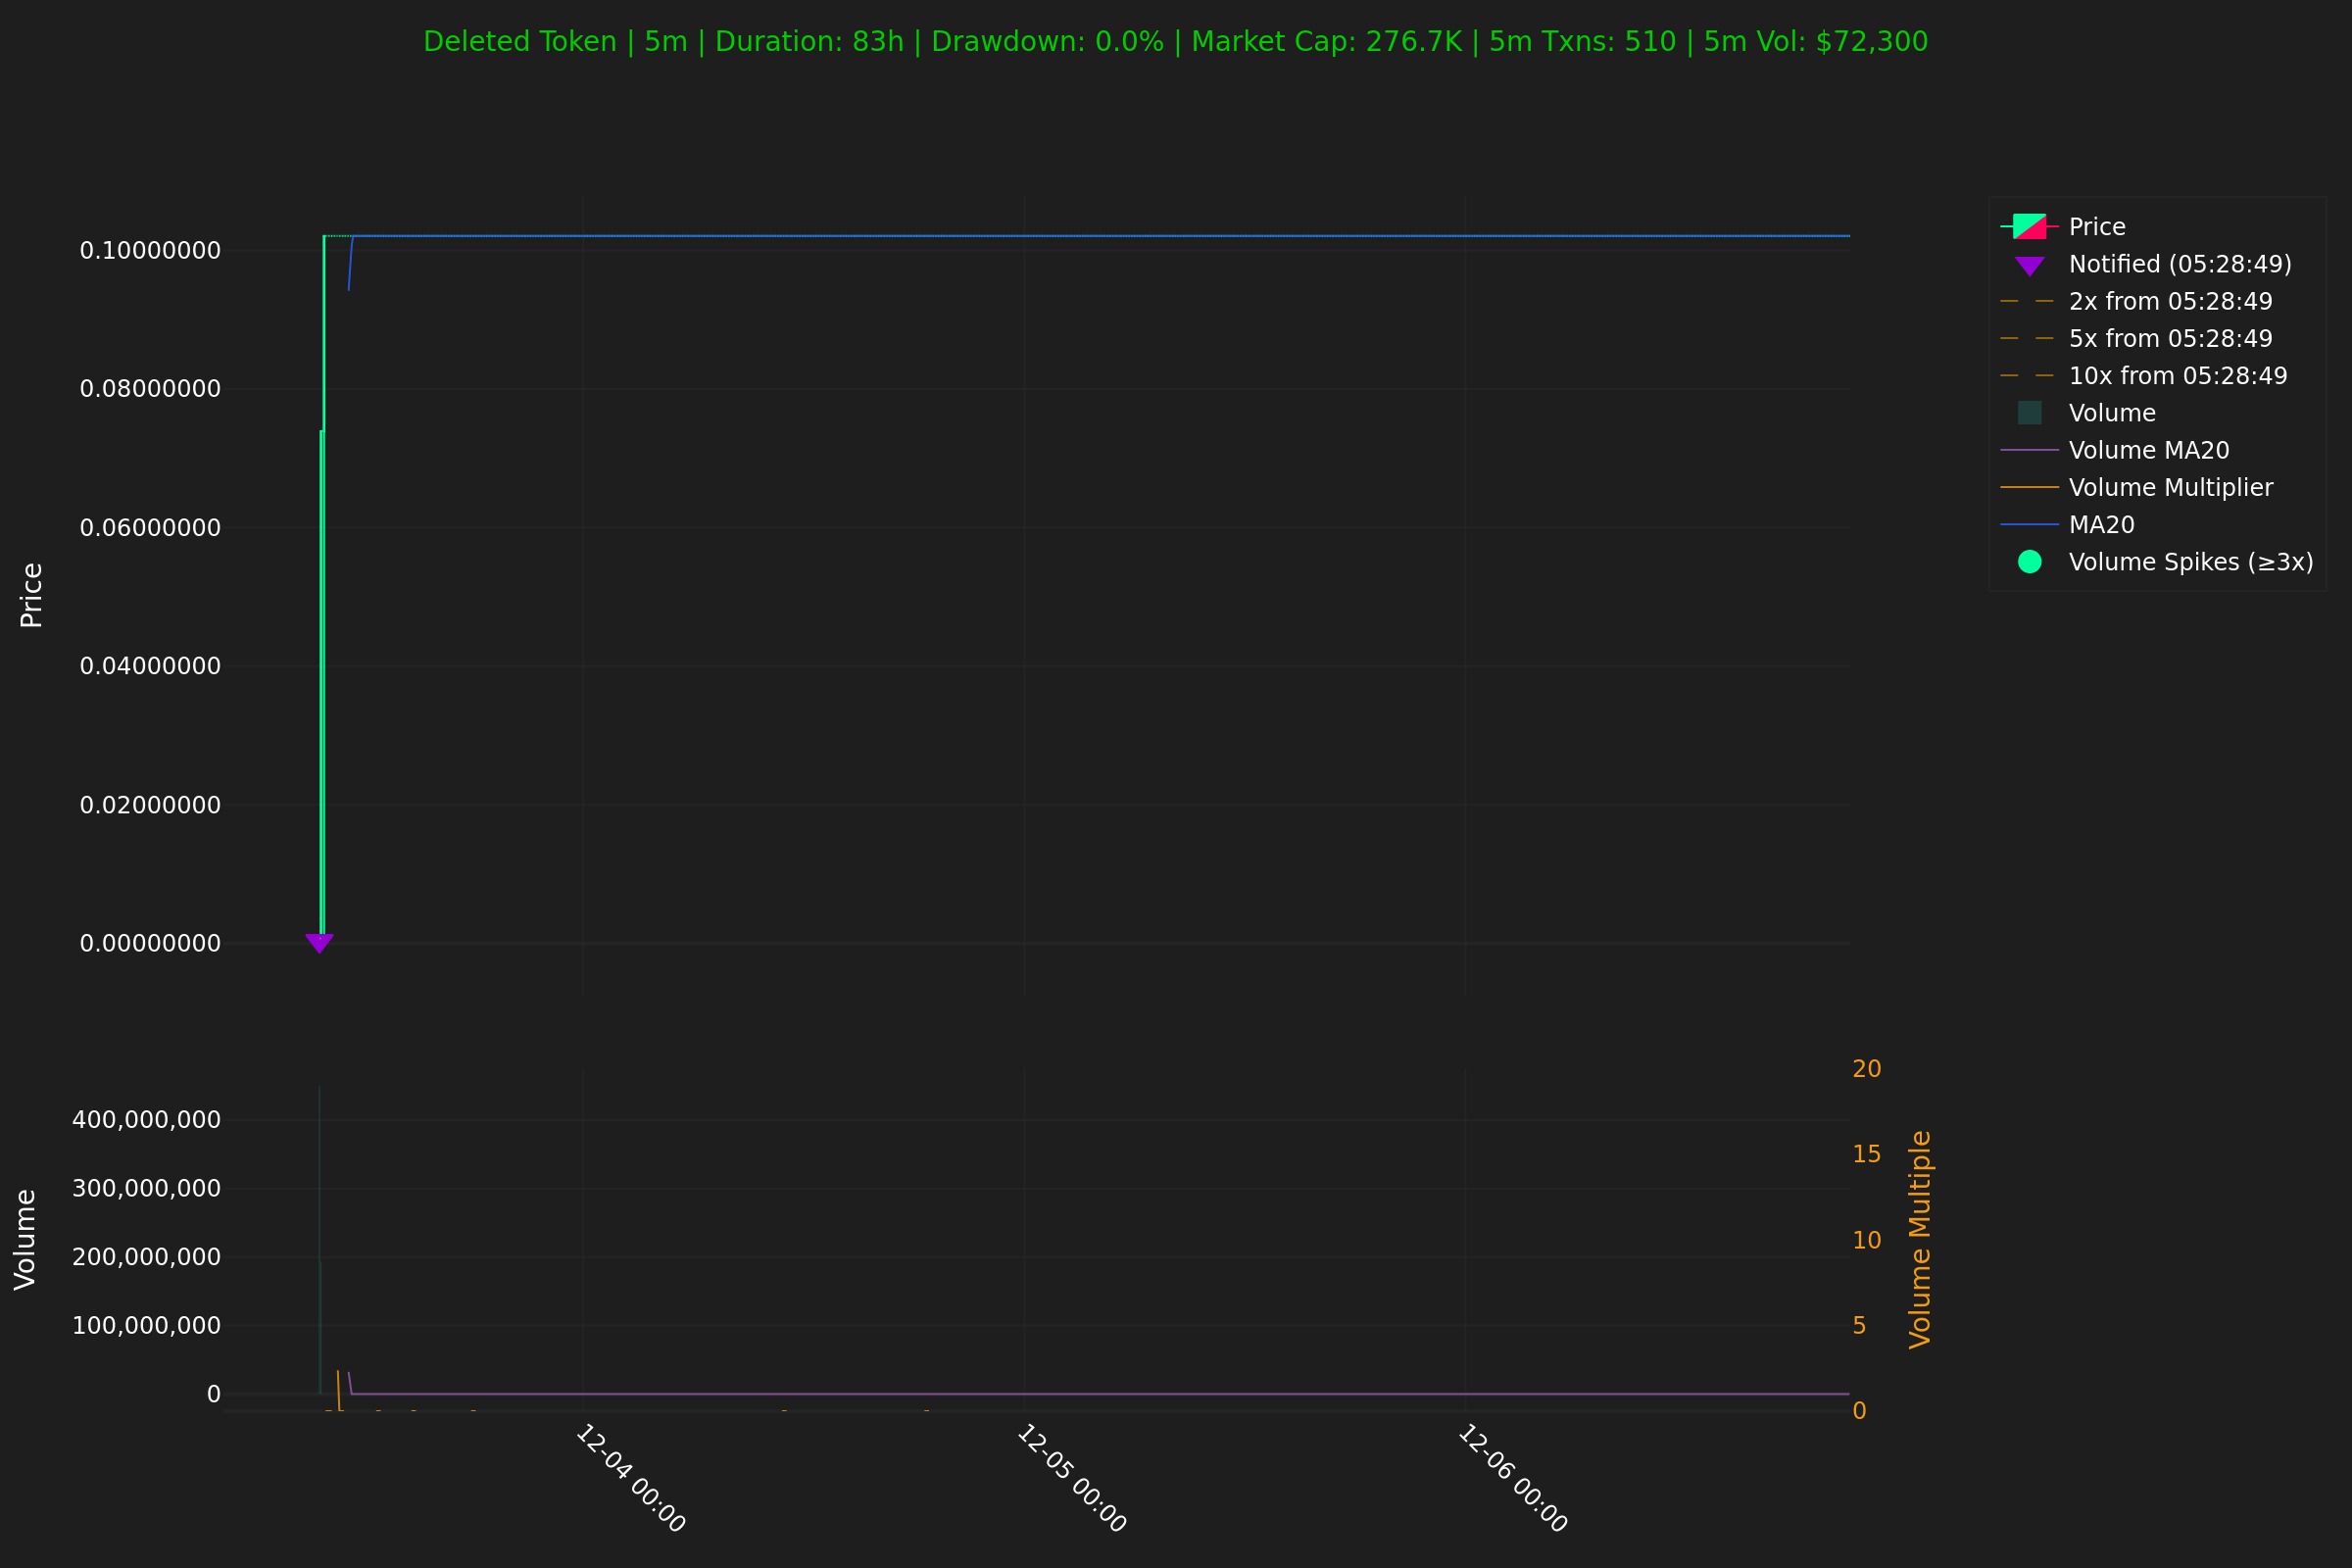 Deleted Token | 5m | Duration: 83h | Drawdown: 0.0% | Market Cap: 276.7K | 5m Txns: 510 | 5m Vol: $72,300
Price
0.10000000
0.08000000
0.06000000
0.04000000
0.02000000
0.00000000
Price
Notified (05:28:49)
2x from 05:28:49
5x from 05:28:49
10x from 05:28:49
Volume
Volume MA20
Volume Multiplier
MA20
Volume Spikes (≥3x)
Volume
400,000,000
300,000,000
200,000,000
100,000,000
0
20
15
10
5
0
Volume Multiple
12-04 00:00
12-05 00:00
12-06 00:00